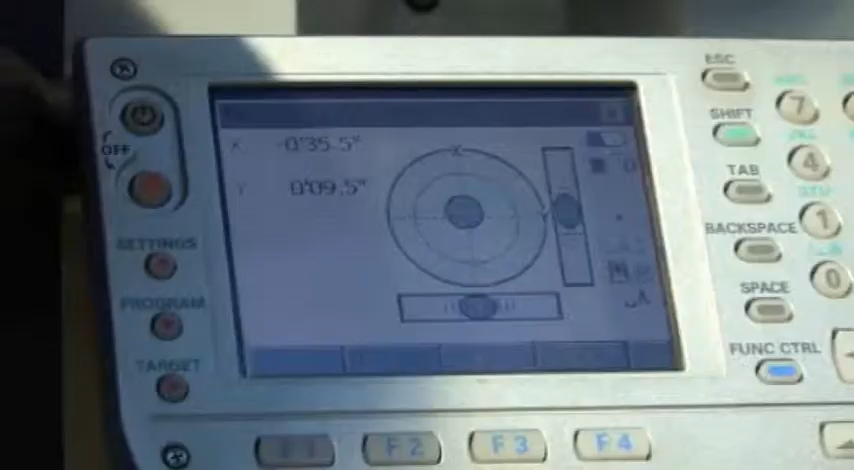 ESC
7
SHIFT
X -0'35.5"
OFF
4
TAB
Y 0'09.5"
1
BACKSPACE
SETTINGS
0
SPACE
PROGRAM
FUNC CTRL
TARGET
F1
F2
F3
F4